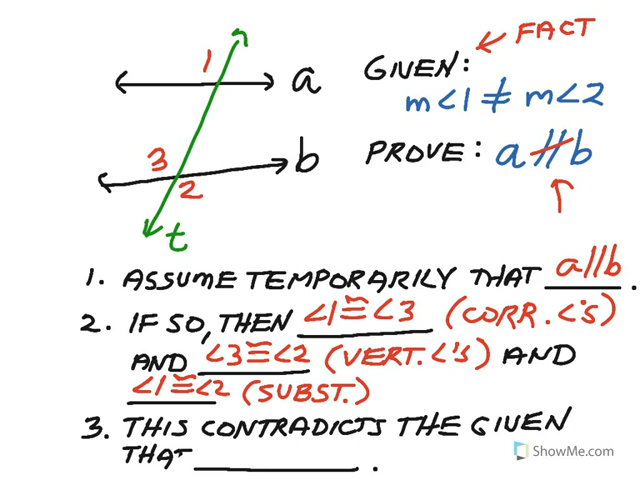 FACT
1
a
GIVEN:
m∠1 ≠ m∠2
3
b
PROVE: a ∦ b
2
t
1. ASSUME TEMPORARILY THAT a∥b.
2. IF SO, THEN ∠1≅∠3 (CORR. ∠'S)
AND ∠3≅∠2 (VERT. ∠'S) AND
∠1≅∠2 (SUBST.)
3. THIS CONTRADICTS THE GIVEN
THAT ________.
ShowMe.com